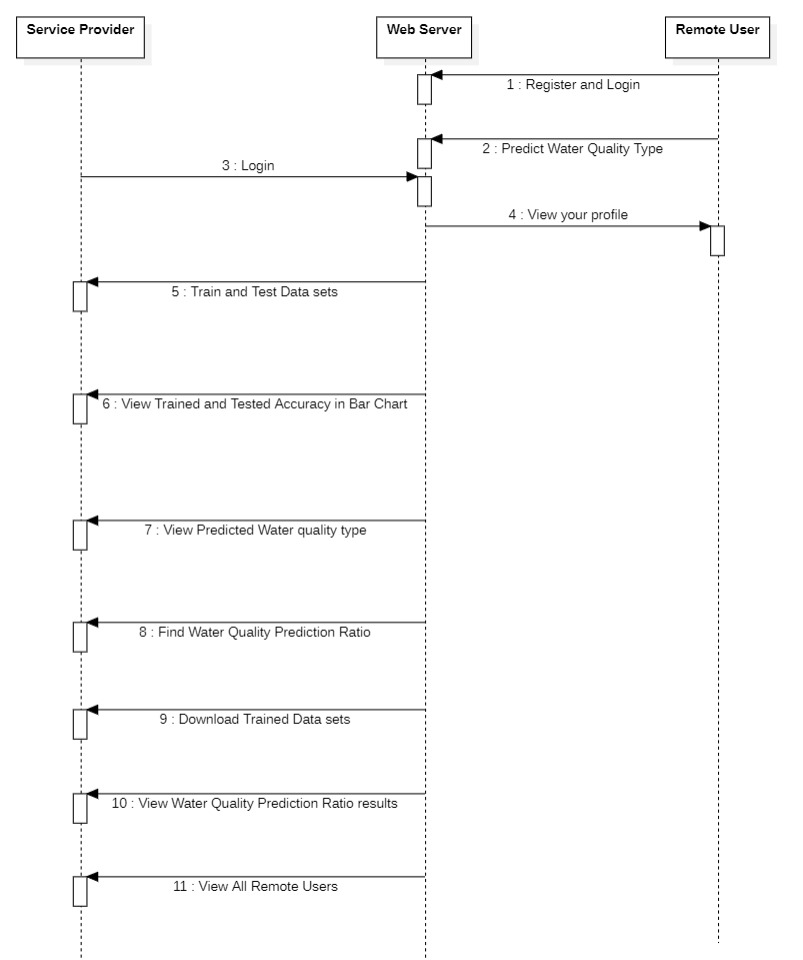 Service Provider
Web Server
Remote User
1 : Register and Login
2 : Predict Water Quality Type
3 : Login
4 : View your profile
5 : Train and Test Data sets
6 : View Trained and Tested Accuracy in Bar Chart
7 : View Predicted Water quality type
8 : Find Water Quality Prediction Ratio
9 : Download Trained Data sets
10 : View Water Quality Prediction Ratio results
11 : View All Remote Users